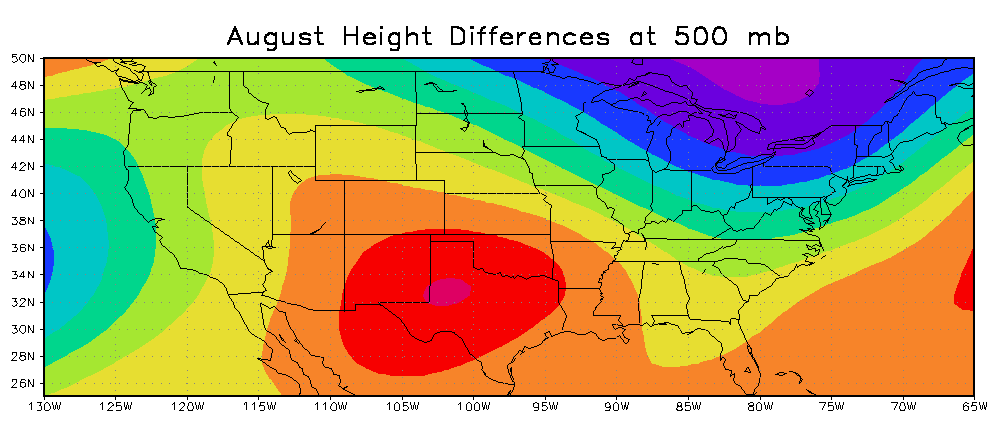 August Height Differences at 500 mb
50N
48N
46N
44N
42N
40N
38N
36N
34N
32N
30N
28N
26N
130W 125W 120W 115W 110W 105W 100W 95W 90W 85W 80W 75W 70W 65W